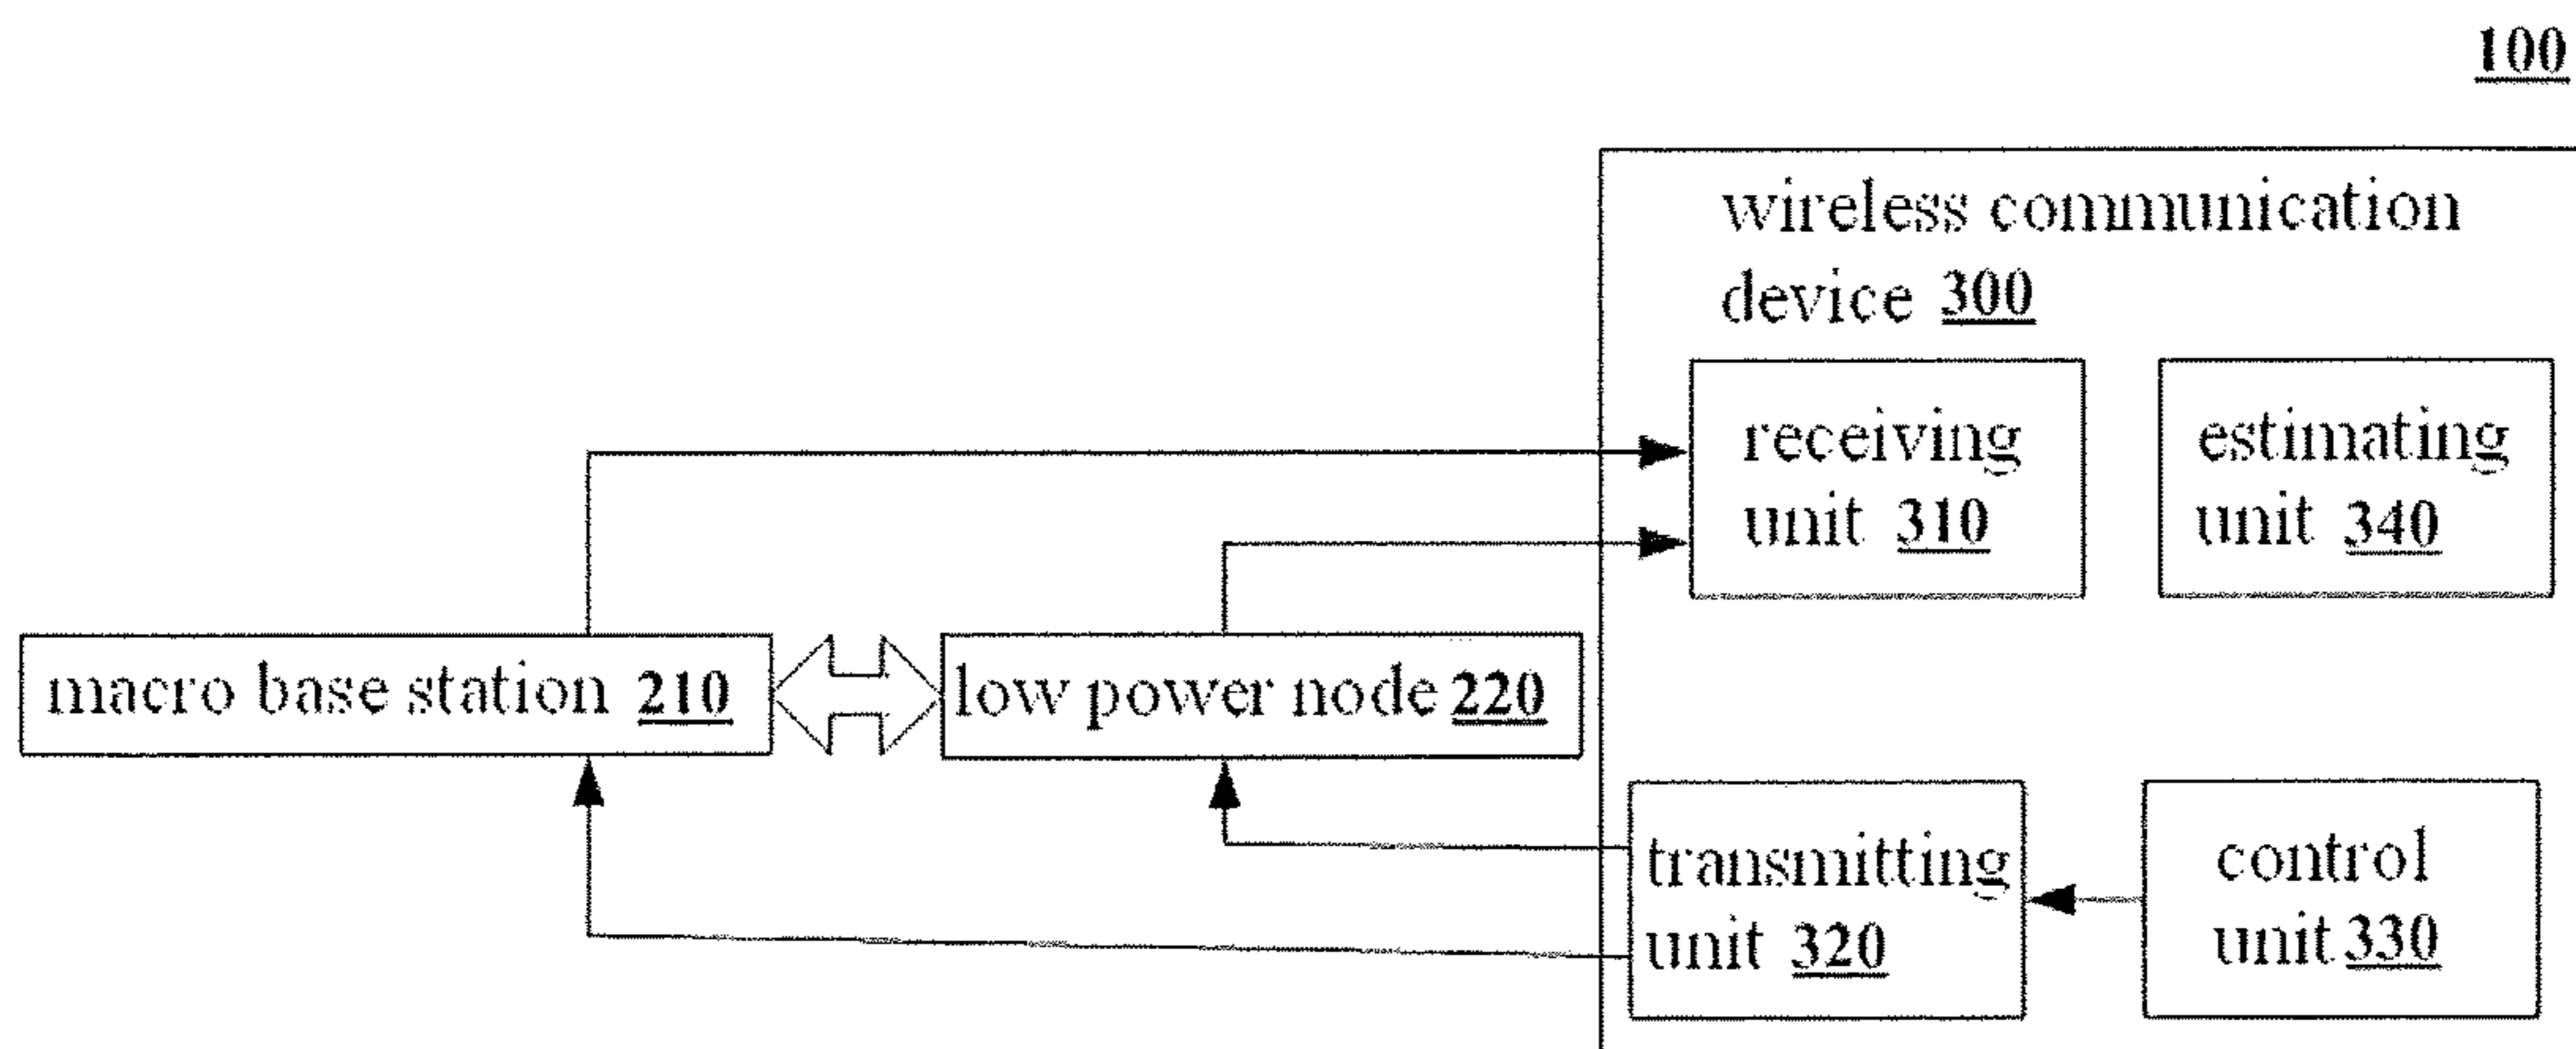 100
wireless communication
device 300
receiving
unit 310
estimating
unit 340
macro base station 210
low power node 220
transmitting
unit 320
control
unit 330